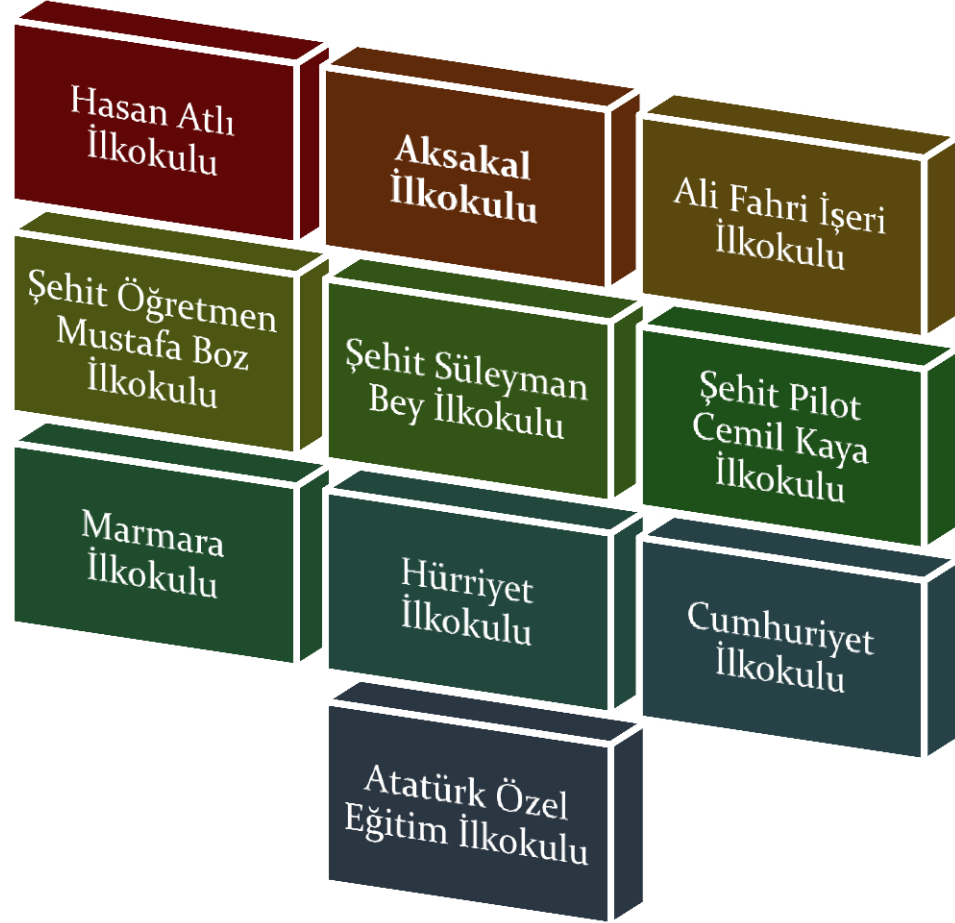 Hasan Atlı
İlkokulu
Aksakal
İlkokulu
Ali Fahri İşeri
İlkokulu
Şehit Öğretmen
Mustafa Boz
İlkokulu
Şehit Süleyman
Bey İlkokulu
Şehit Pilot
Cemil Kaya
İlkokulu
Marmara
İlkokulu
Hürriyet
İlkokulu
Cumhuriyet
İlkokulu
Atatürk Özel
Eğitim İlkokulu